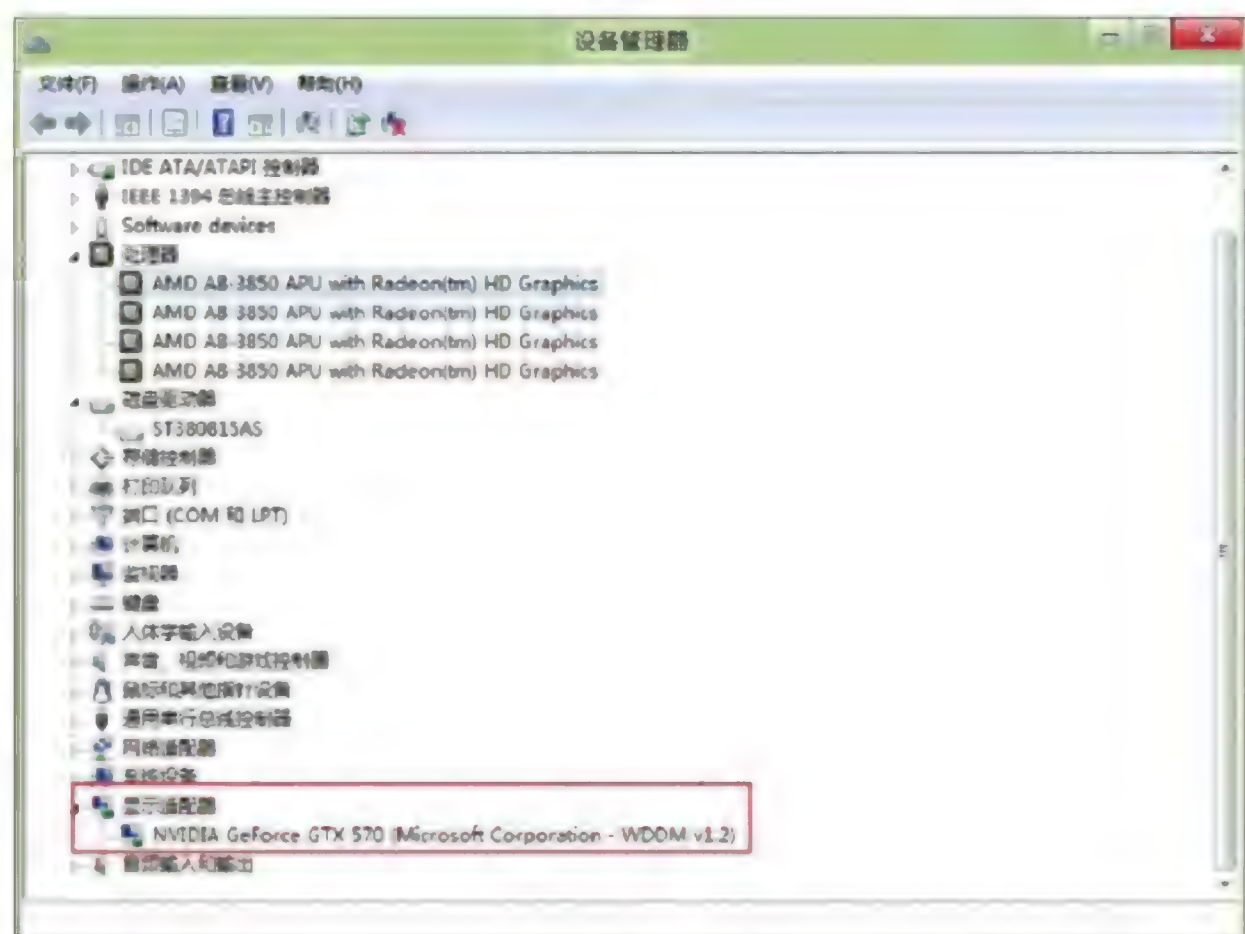 设备管理器
文件(F) 操作(A) 查看(V) 帮助(H)
IDE ATA/ATAPI 控制器
IEEE 1394 总线主控制器
Software devices
处理器
AMD A8-3850 APU with Radeon(tm) HD Graphics
AMD A8-3850 APU with Radeon(tm) HD Graphics
AMD A8-3850 APU with Radeon(tm) HD Graphics
AMD A8-3850 APU with Radeon(tm) HD Graphics
磁盘驱动器
ST380815AS
存储控制器
打印队列
端口 (COM 和 LPT)
计算机
监视器
键盘
人体学输入设备
声音、视频和游戏控制器
鼠标和其他指针设备
通用串行总线控制器
网络适配器
系统设备
显示适配器
NVIDIA GeForce GTX 570 (Microsoft Corporation - WDDM v1.2)
音频输入和输出